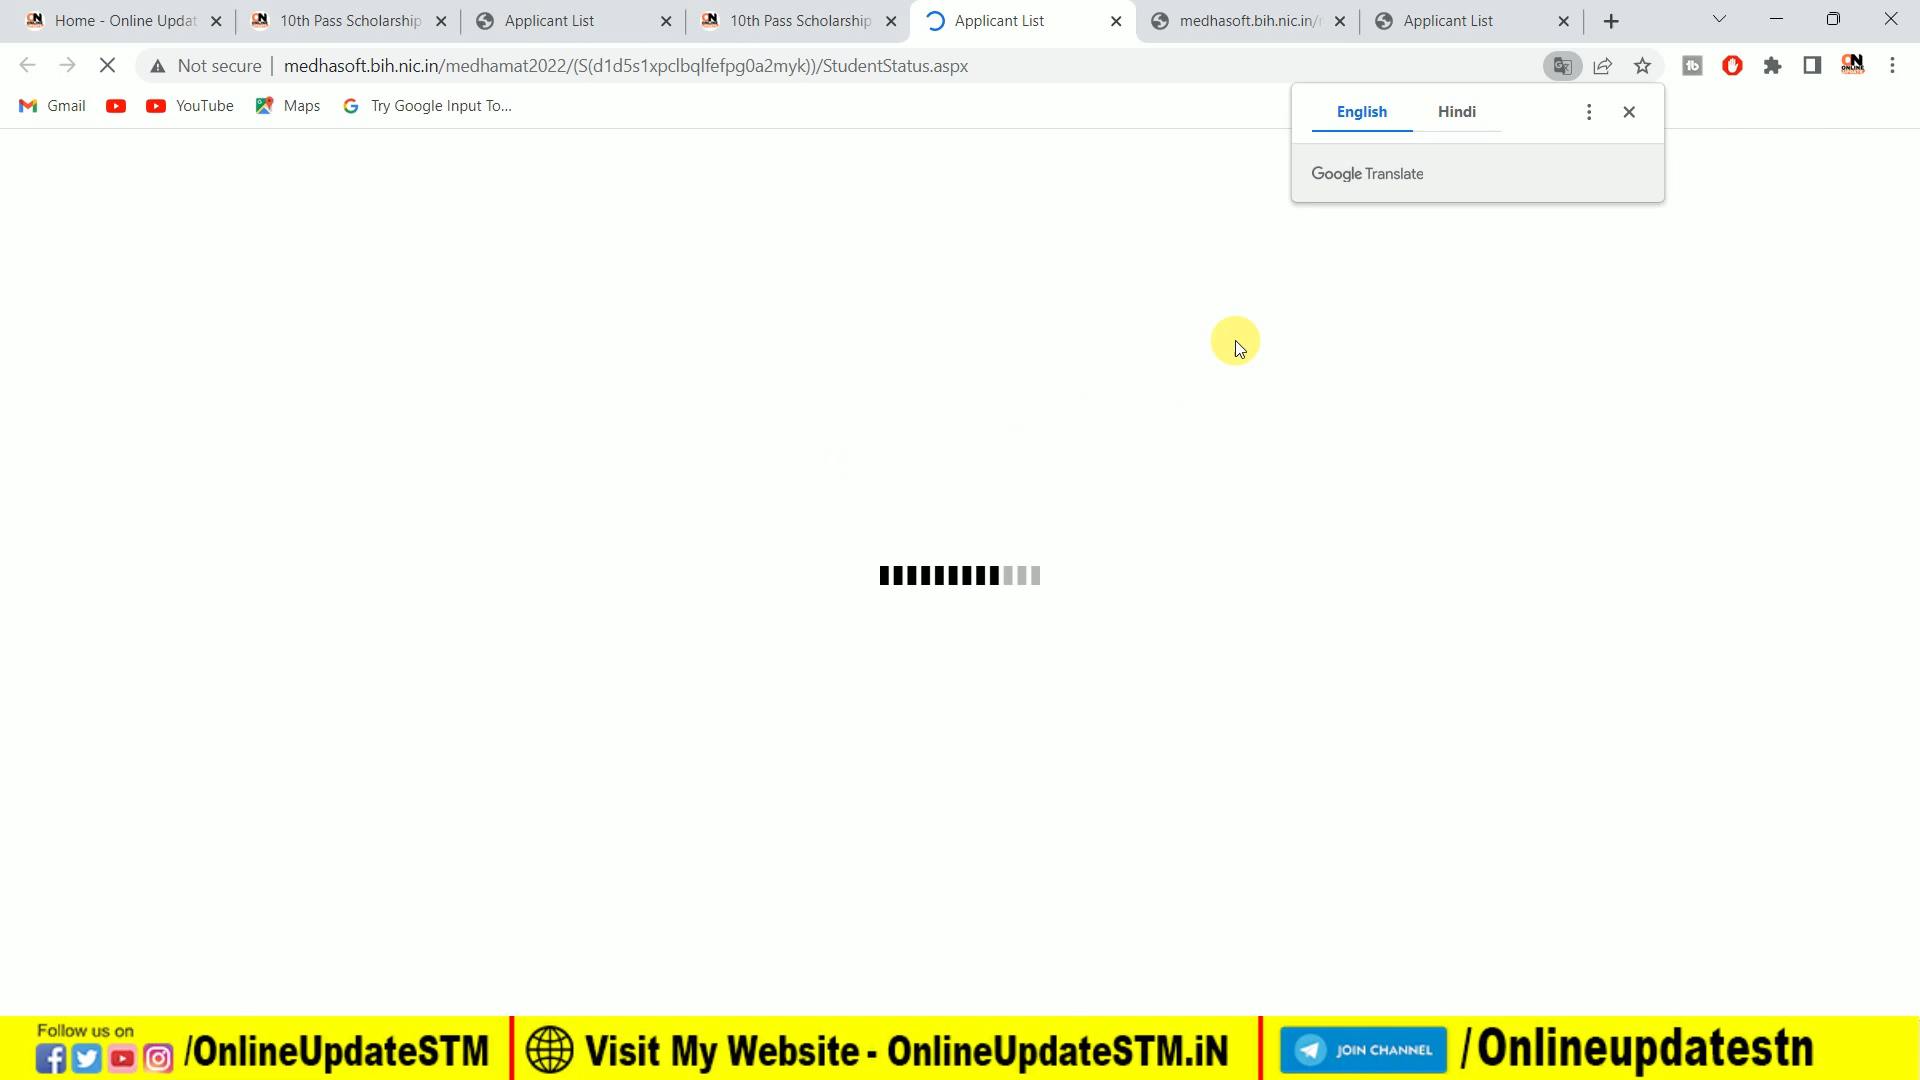 Home - Online Updat
10th Pass Scholarship
Applicant List
10th Pass Scholarship
Applicant List
medhasoft.bih.nic.in/
Applicant List
Not secure
medhasoft.bih.nic.in/medhamat2022/(S(d1d5s1xpclbqlfefpg0a2myk))/StudentStatus.aspx
Gmail
YouTube
Maps
Try Google Input To...
English
Hindi
Google Translate
Follow us on
/OnlineUpdateSTM
Visit My Website - OnlineUpdateSTM.iN
JOIN CHANNEL
/Onlineupdatestn